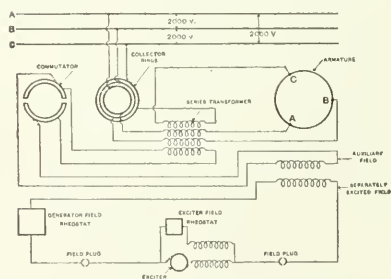 A
2000 V.
B
2000 V
2000 V
C
COMMUTATOR
COLLECTOR
RINGS
ARMATURE
SERIES TRANSFORMER
C
B
A
AUXILIARY
FIELD
SEPARATELY
EXCITED FIELD
GENERATOR FIELD
RHEOSTAT
EXCITER FIELD
RHEOSTAT
FIELD PLUG
FIELD PLUG
EXCITER